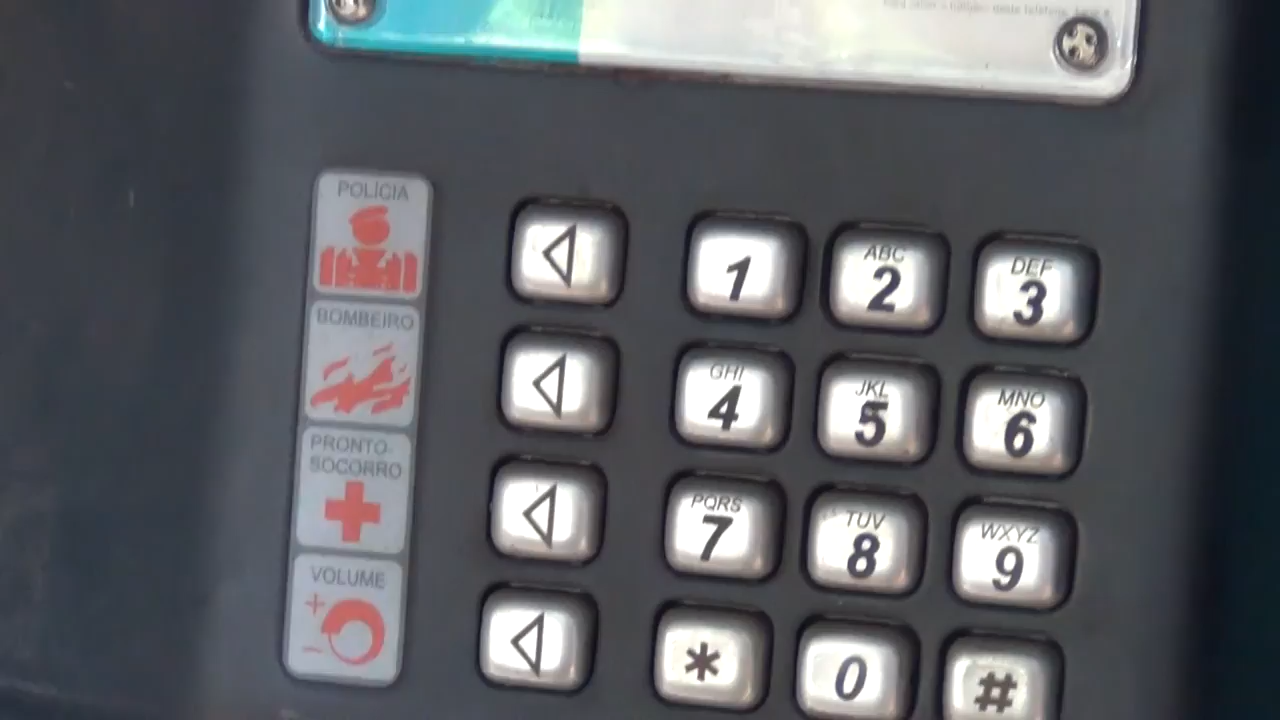 POLÍCIA
BOMBEIRO
PRONTO-
SOCORRO
VOLUME
+
−
1
ABC
2
DEF
3
GHI
4
JKL
5
MNO
6
PQRS
7
TUV
8
WXYZ
9
*
0
#